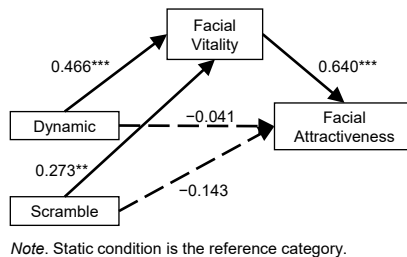 Facial
Vitality
0.466***
0.640***
Dynamic
−0.041
Facial
Attractiveness
0.273**
−0.143
Scramble
Note. Static condition is the reference category.